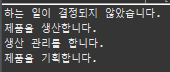 하는 일이 결정되지 않았습니다.
제품을 생산합니다.
생산 관리를 합니다.
제품을 기획합니다.